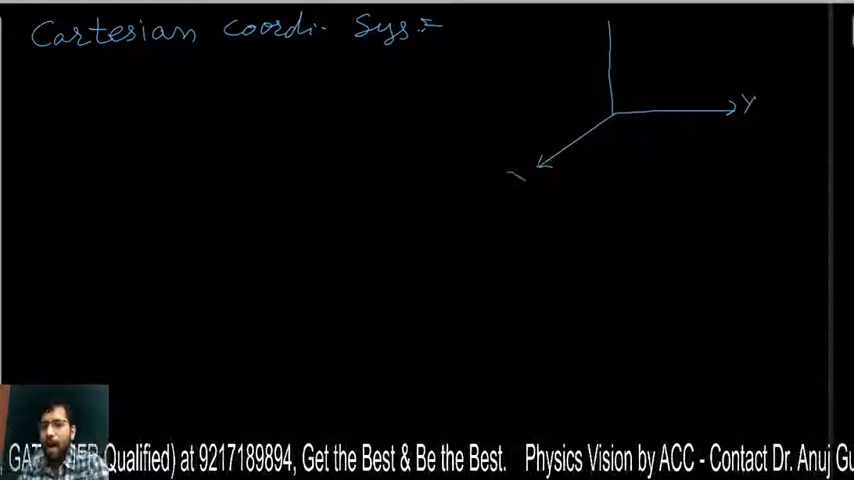 Cartesian Coordi. Sys:-
Y
Qualified) at 9217189894, Get the Best & Be the Best. Physics Vision by ACC - Contact Dr. Anuj Gu